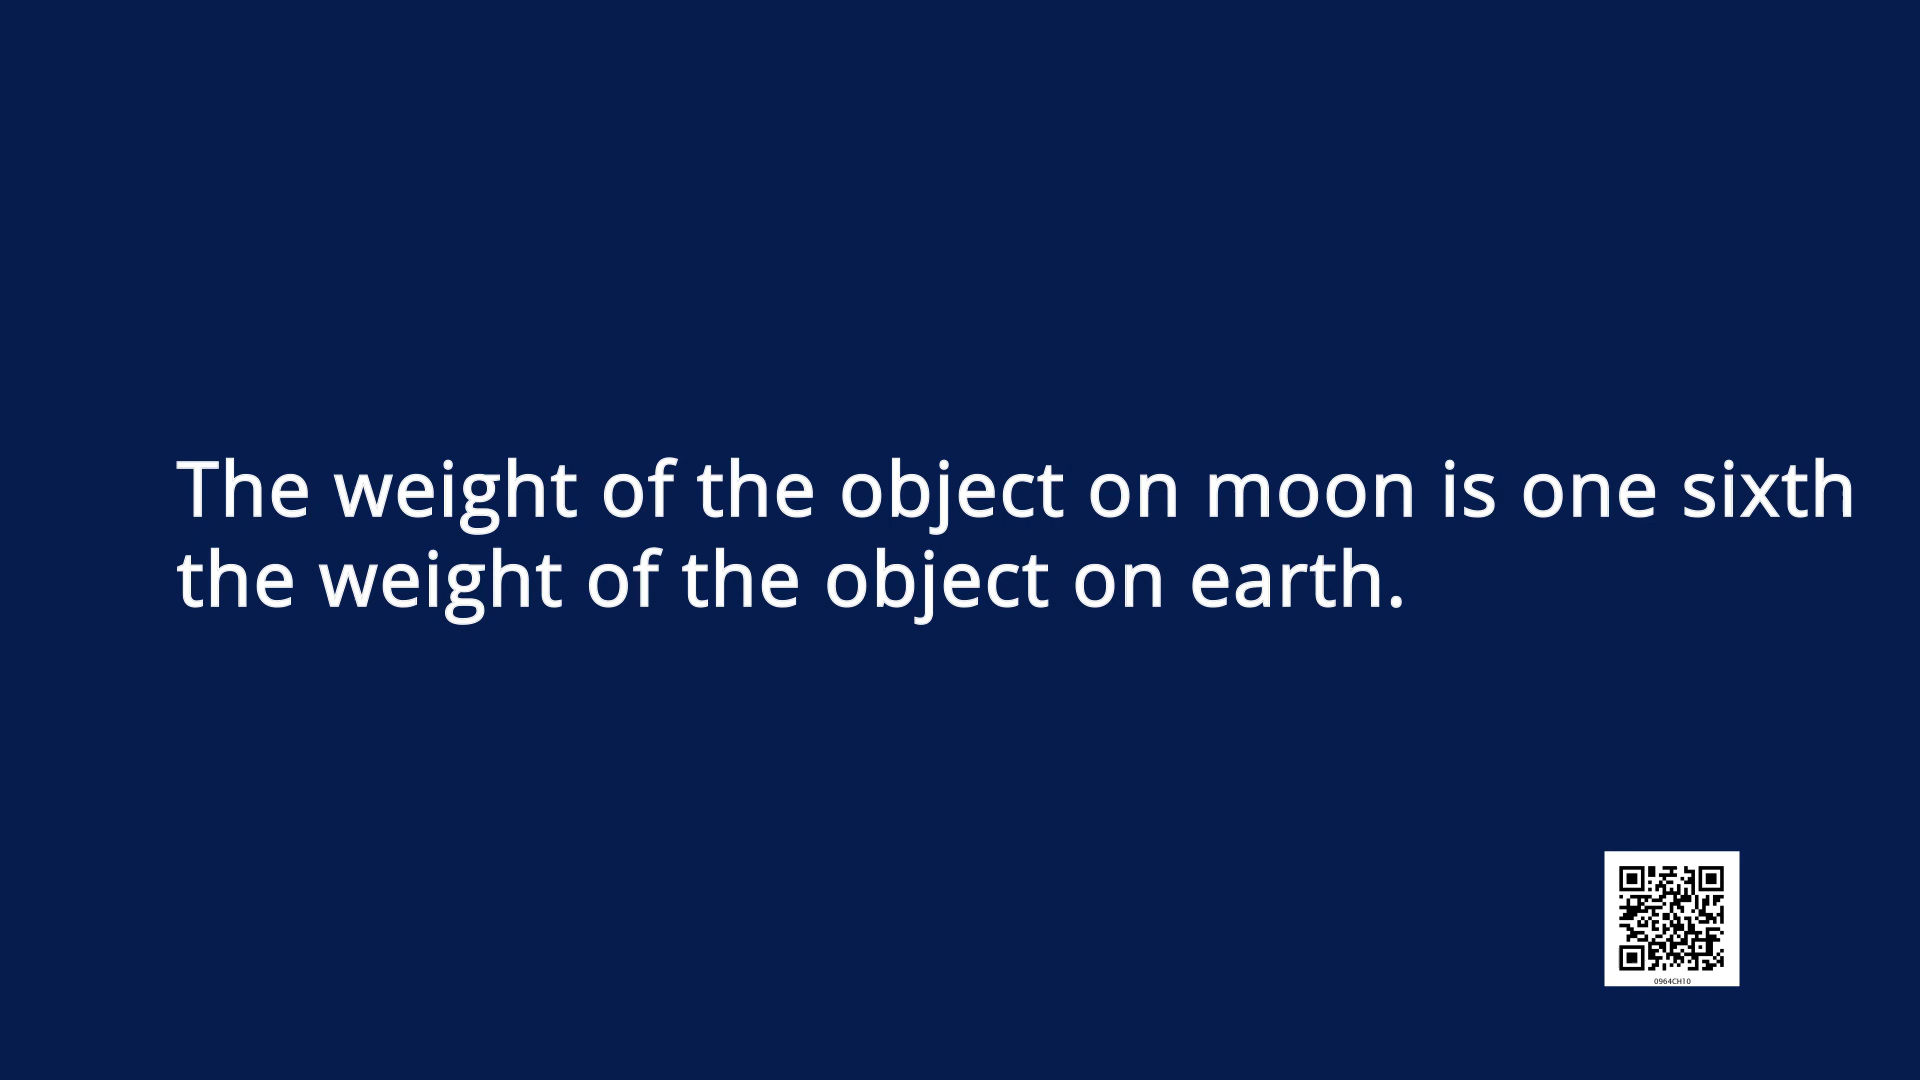 The weight of the object on moon is one sixth
the weight of the object on earth.
0964CH10